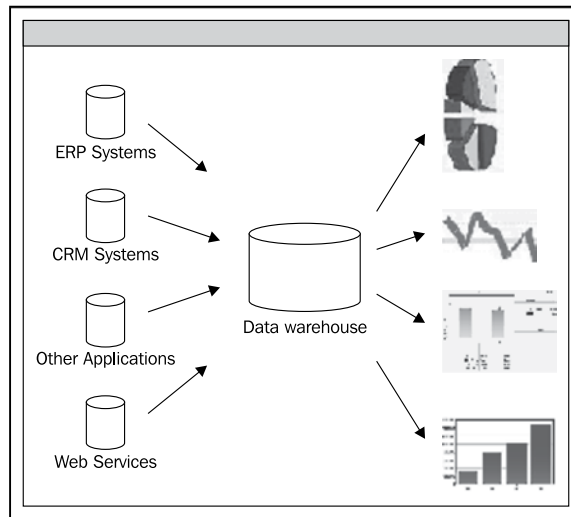 ERP Systems
CRM Systems
Data warehouse
Other Applications
Web Services